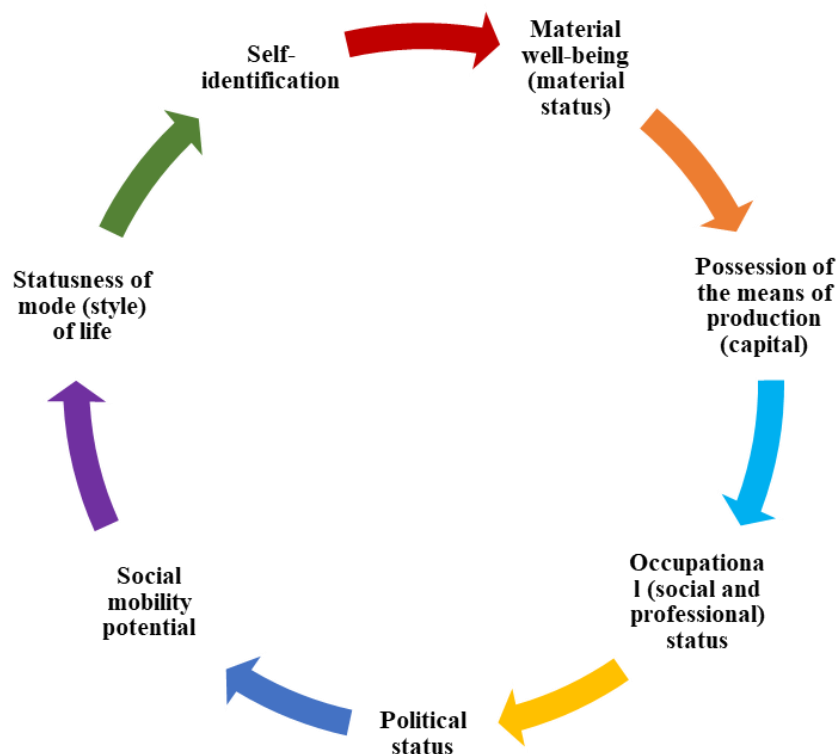 Self-
identification
Material
well-being
(material
status)
Possession of
the means of
production
(capital)
Occupationa
l (social and
professional)
status
Political
status
Social
mobility
potential
Statusness of
mode (style)
of life